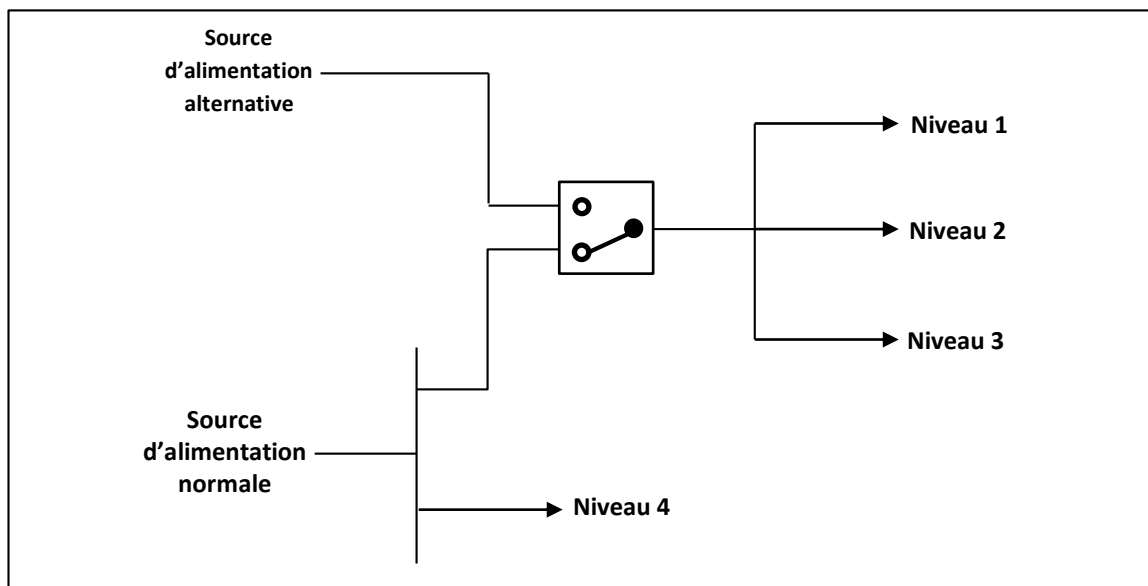 Source
d’alimentation
alternative
Niveau 1
Niveau 2
Niveau 3
Source
d’alimentation
normale
Niveau 4